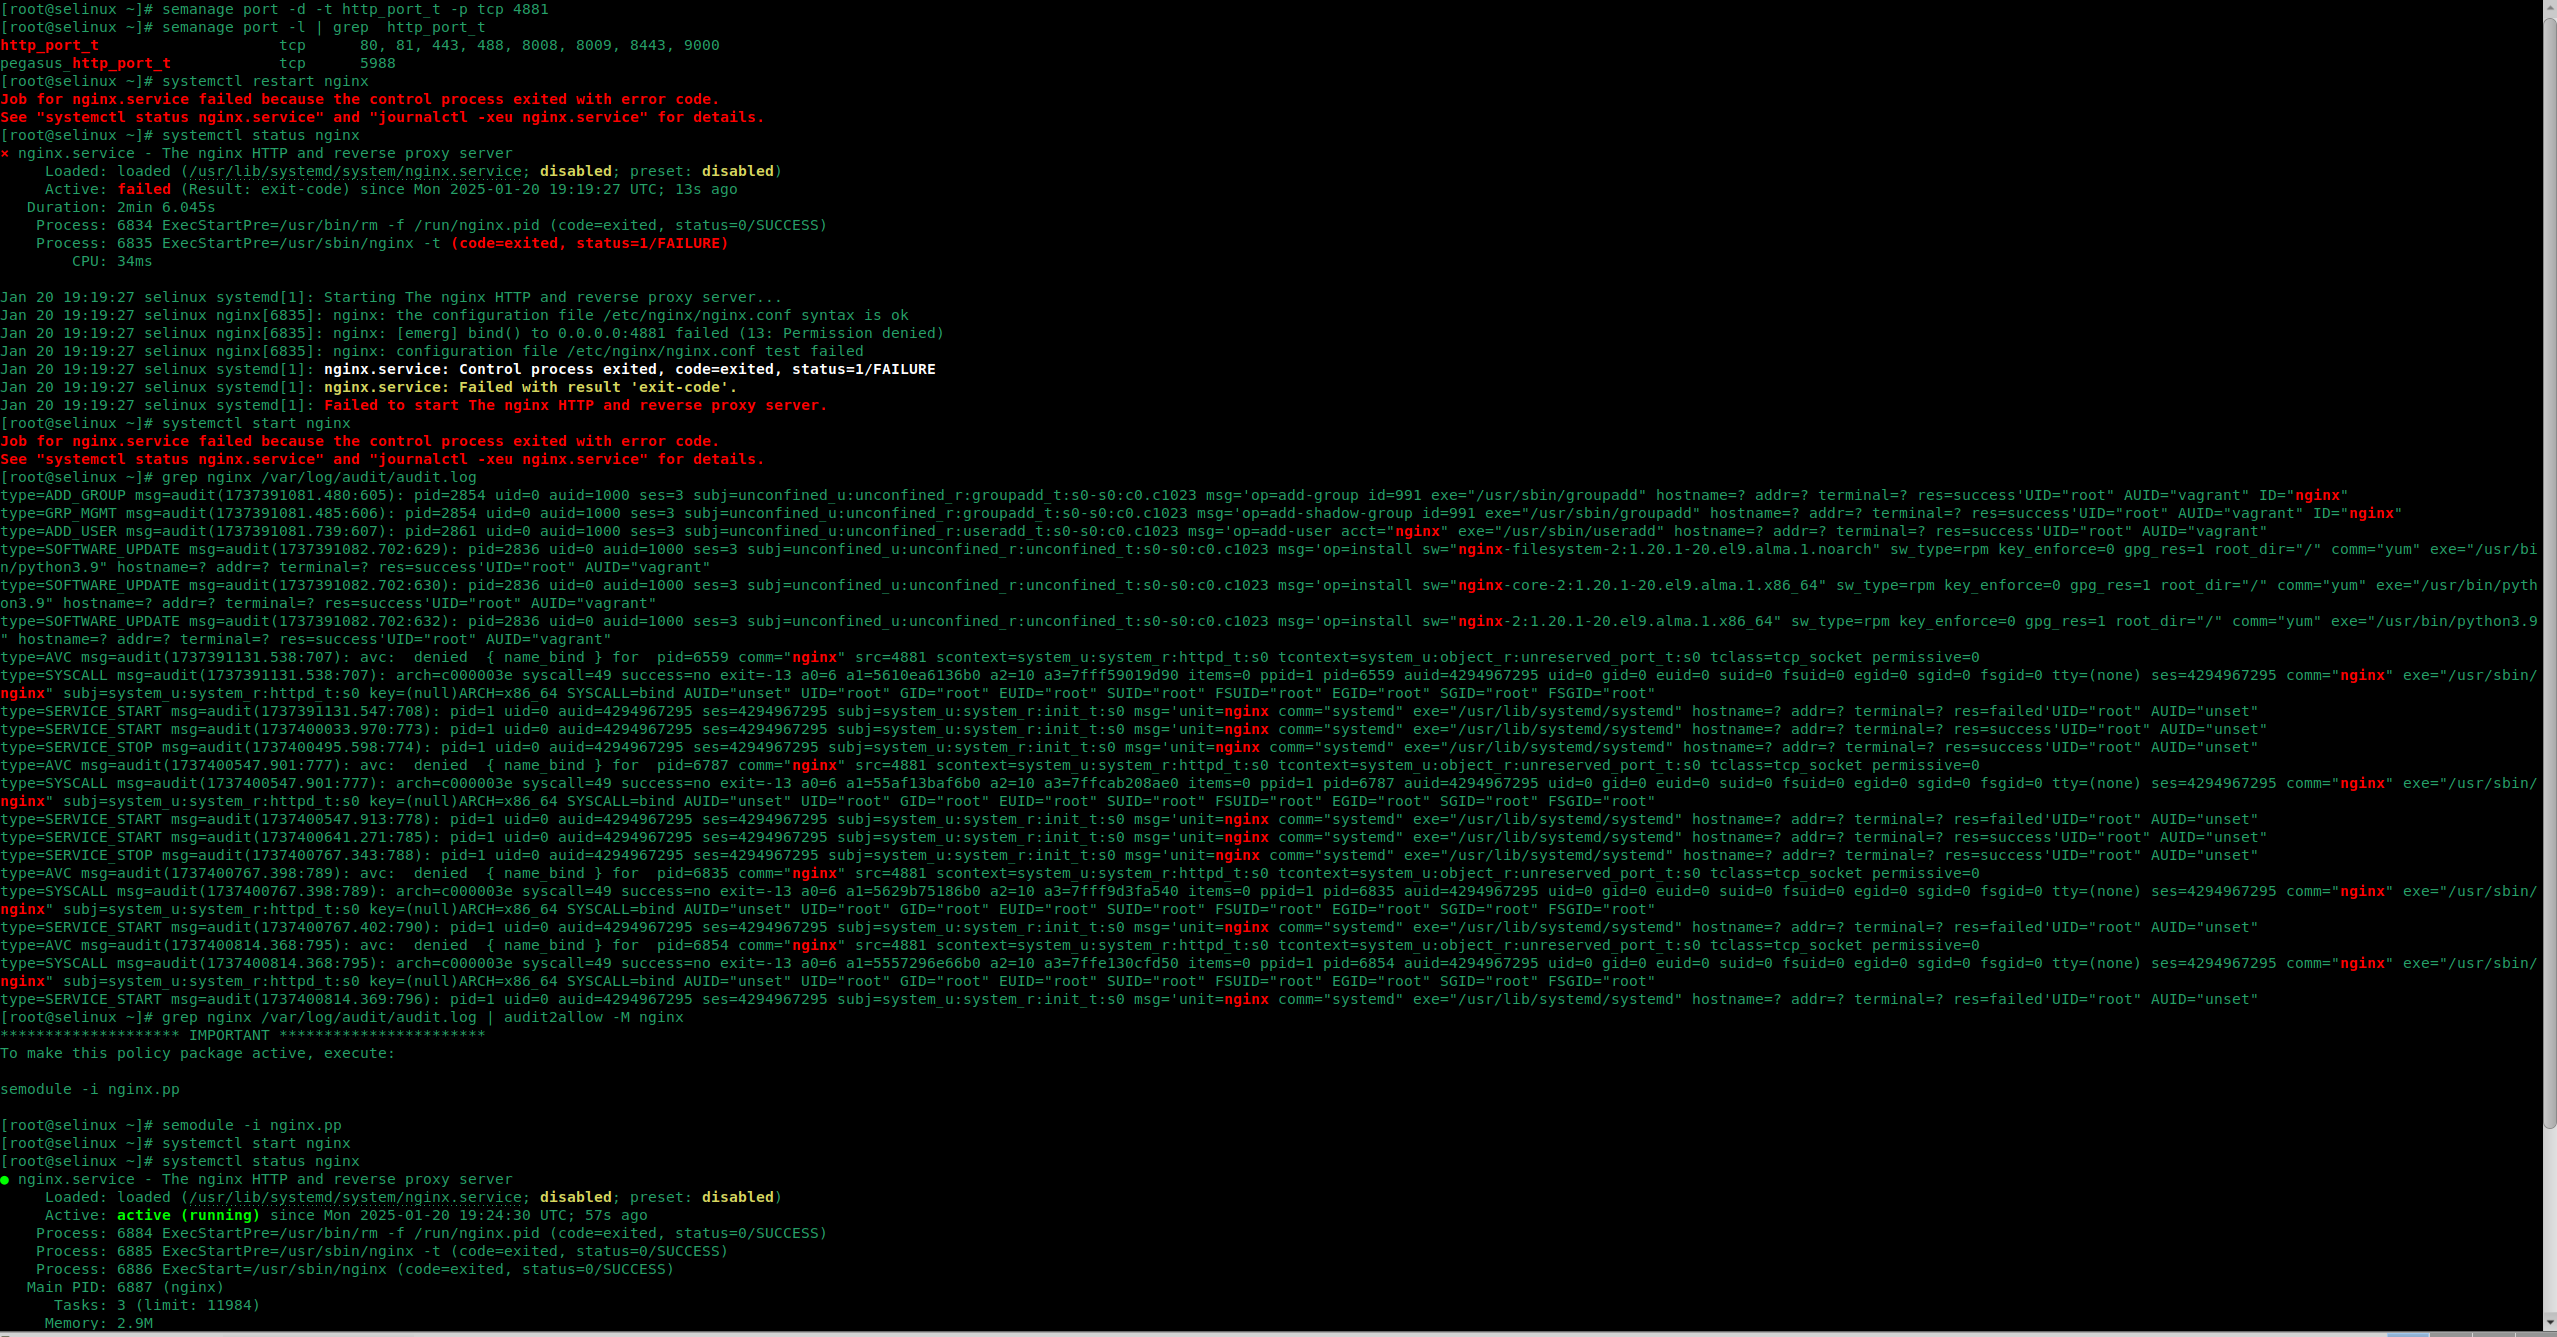 [root@selinux ~]# semanage port -d -t http_port_t -p tcp 4881
[root@selinux ~]# semanage port -l | grep  http_port_t
http_port_t                    tcp      80, 81, 443, 488, 8008, 8009, 8443, 9000
pegasus_http_port_t            tcp      5988
[root@selinux ~]# systemctl restart nginx
Job for nginx.service failed because the control process exited with error code.
See "systemctl status nginx.service" and "journalctl -xeu nginx.service" for details.
[root@selinux ~]# systemctl status nginx
× nginx.service - The nginx HTTP and reverse proxy server
     Loaded: loaded (/usr/lib/systemd/system/nginx.service; disabled; preset: disabled)
     Active: failed (Result: exit-code) since Mon 2025-01-20 19:19:27 UTC; 13s ago
   Duration: 2min 6.045s
    Process: 6834 ExecStartPre=/usr/bin/rm -f /run/nginx.pid (code=exited, status=0/SUCCESS)
    Process: 6835 ExecStartPre=/usr/sbin/nginx -t (code=exited, status=1/FAILURE)
        CPU: 34ms

Jan 20 19:19:27 selinux systemd[1]: Starting The nginx HTTP and reverse proxy server...
Jan 20 19:19:27 selinux nginx[6835]: nginx: the configuration file /etc/nginx/nginx.conf syntax is ok
Jan 20 19:19:27 selinux nginx[6835]: nginx: [emerg] bind() to 0.0.0.0:4881 failed (13: Permission denied)
Jan 20 19:19:27 selinux nginx[6835]: nginx: configuration file /etc/nginx/nginx.conf test failed
Jan 20 19:19:27 selinux systemd[1]: nginx.service: Control process exited, code=exited, status=1/FAILURE
Jan 20 19:19:27 selinux systemd[1]: nginx.service: Failed with result 'exit-code'.
Jan 20 19:19:27 selinux systemd[1]: Failed to start The nginx HTTP and reverse proxy server.
[root@selinux ~]# systemctl start nginx
Job for nginx.service failed because the control process exited with error code.
See "systemctl status nginx.service" and "journalctl -xeu nginx.service" for details.
[root@selinux ~]# grep nginx /var/log/audit/audit.log
type=ADD_GROUP msg=audit(1737391081.480:605): pid=2854 uid=0 auid=1000 ses=3 subj=unconfined_u:unconfined_r:groupadd_t:s0-s0:c0.c1023 msg='op=add-group id=991 exe="/usr/sbin/groupadd" hostname=? addr=? terminal=? res=success'UID="root" AUID="vagrant" ID="nginx"
type=GRP_MGMT msg=audit(1737391081.485:606): pid=2854 uid=0 auid=1000 ses=3 subj=unconfined_u:unconfined_r:groupadd_t:s0-s0:c0.c1023 msg='op=add-shadow-group id=991 exe="/usr/sbin/groupadd" hostname=? addr=? terminal=? res=success'UID="root" AUID="vagrant" ID="nginx"
type=ADD_USER msg=audit(1737391081.739:607): pid=2861 uid=0 auid=1000 ses=3 subj=unconfined_u:unconfined_r:useradd_t:s0-s0:c0.c1023 msg='op=add-user acct="nginx" exe="/usr/sbin/useradd" hostname=? addr=? terminal=? res=success'UID="root" AUID="vagrant"
type=SOFTWARE_UPDATE msg=audit(1737391082.702:629): pid=2836 uid=0 auid=1000 ses=3 subj=unconfined_u:unconfined_r:unconfined_t:s0-s0:c0.c1023 msg='op=install sw="nginx-filesystem-2:1.20.1-20.el9.alma.1.noarch" sw_type=rpm key_enforce=0 gpg_res=1 root_dir="/" comm="yum" exe="/usr/bi
n/python3.9" hostname=? addr=? terminal=? res=success'UID="root" AUID="vagrant"
type=SOFTWARE_UPDATE msg=audit(1737391082.702:630): pid=2836 uid=0 auid=1000 ses=3 subj=unconfined_u:unconfined_r:unconfined_t:s0-s0:c0.c1023 msg='op=install sw="nginx-core-2:1.20.1-20.el9.alma.1.x86_64" sw_type=rpm key_enforce=0 gpg_res=1 root_dir="/" comm="yum" exe="/usr/bin/pyth
on3.9" hostname=? addr=? terminal=? res=success'UID="root" AUID="vagrant"
type=SOFTWARE_UPDATE msg=audit(1737391082.702:632): pid=2836 uid=0 auid=1000 ses=3 subj=unconfined_u:unconfined_r:unconfined_t:s0-s0:c0.c1023 msg='op=install sw="nginx-2:1.20.1-20.el9.alma.1.x86_64" sw_type=rpm key_enforce=0 gpg_res=1 root_dir="/" comm="yum" exe="/usr/bin/python3.9
" hostname=? addr=? terminal=? res=success'UID="root" AUID="vagrant"
type=AVC msg=audit(1737391131.538:707): avc:  denied  { name_bind } for  pid=6559 comm="nginx" src=4881 scontext=system_u:system_r:httpd_t:s0 tcontext=system_u:object_r:unreserved_port_t:s0 tclass=tcp_socket permissive=0
type=SYSCALL msg=audit(1737391131.538:707): arch=c000003e syscall=49 success=no exit=-13 a0=6 a1=5610ea6136b0 a2=10 a3=7fff59019d90 items=0 ppid=1 pid=6559 auid=4294967295 uid=0 gid=0 euid=0 suid=0 fsuid=0 egid=0 sgid=0 fsgid=0 tty=(none) ses=4294967295 comm="nginx" exe="/usr/sbin/
nginx" subj=system_u:system_r:httpd_t:s0 key=(null)ARCH=x86_64 SYSCALL=bind AUID="unset" UID="root" GID="root" EUID="root" SUID="root" FSUID="root" EGID="root" SGID="root" FSGID="root"
type=SERVICE_START msg=audit(1737391131.547:708): pid=1 uid=0 auid=4294967295 ses=4294967295 subj=system_u:system_r:init_t:s0 msg='unit=nginx comm="systemd" exe="/usr/lib/systemd/systemd" hostname=? addr=? terminal=? res=failed'UID="root" AUID="unset"
type=SERVICE_START msg=audit(1737400033.970:773): pid=1 uid=0 auid=4294967295 ses=4294967295 subj=system_u:system_r:init_t:s0 msg='unit=nginx comm="systemd" exe="/usr/lib/systemd/systemd" hostname=? addr=? terminal=? res=success'UID="root" AUID="unset"
type=SERVICE_STOP msg=audit(1737400495.598:774): pid=1 uid=0 auid=4294967295 ses=4294967295 subj=system_u:system_r:init_t:s0 msg='unit=nginx comm="systemd" exe="/usr/lib/systemd/systemd" hostname=? addr=? terminal=? res=success'UID="root" AUID="unset"
type=AVC msg=audit(1737400547.901:777): avc:  denied  { name_bind } for  pid=6787 comm="nginx" src=4881 scontext=system_u:system_r:httpd_t:s0 tcontext=system_u:object_r:unreserved_port_t:s0 tclass=tcp_socket permissive=0
type=SYSCALL msg=audit(1737400547.901:777): arch=c000003e syscall=49 success=no exit=-13 a0=6 a1=55af13baf6b0 a2=10 a3=7ffcab208ae0 items=0 ppid=1 pid=6787 auid=4294967295 uid=0 gid=0 euid=0 suid=0 fsuid=0 egid=0 sgid=0 fsgid=0 tty=(none) ses=4294967295 comm="nginx" exe="/usr/sbin/
nginx" subj=system_u:system_r:httpd_t:s0 key=(null)ARCH=x86_64 SYSCALL=bind AUID="unset" UID="root" GID="root" EUID="root" SUID="root" FSUID="root" EGID="root" SGID="root" FSGID="root"
type=SERVICE_START msg=audit(1737400547.913:778): pid=1 uid=0 auid=4294967295 ses=4294967295 subj=system_u:system_r:init_t:s0 msg='unit=nginx comm="systemd" exe="/usr/lib/systemd/systemd" hostname=? addr=? terminal=? res=failed'UID="root" AUID="unset"
type=SERVICE_START msg=audit(1737400641.271:785): pid=1 uid=0 auid=4294967295 ses=4294967295 subj=system_u:system_r:init_t:s0 msg='unit=nginx comm="systemd" exe="/usr/lib/systemd/systemd" hostname=? addr=? terminal=? res=success'UID="root" AUID="unset"
type=SERVICE_STOP msg=audit(1737400767.343:788): pid=1 uid=0 auid=4294967295 ses=4294967295 subj=system_u:system_r:init_t:s0 msg='unit=nginx comm="systemd" exe="/usr/lib/systemd/systemd" hostname=? addr=? terminal=? res=success'UID="root" AUID="unset"
type=AVC msg=audit(1737400767.398:789): avc:  denied  { name_bind } for  pid=6835 comm="nginx" src=4881 scontext=system_u:system_r:httpd_t:s0 tcontext=system_u:object_r:unreserved_port_t:s0 tclass=tcp_socket permissive=0
type=SYSCALL msg=audit(1737400767.398:789): arch=c000003e syscall=49 success=no exit=-13 a0=6 a1=5629b75186b0 a2=10 a3=7fff9d3fa540 items=0 ppid=1 pid=6835 auid=4294967295 uid=0 gid=0 euid=0 suid=0 fsuid=0 egid=0 sgid=0 fsgid=0 tty=(none) ses=4294967295 comm="nginx" exe="/usr/sbin/
nginx" subj=system_u:system_r:httpd_t:s0 key=(null)ARCH=x86_64 SYSCALL=bind AUID="unset" UID="root" GID="root" EUID="root" SUID="root" FSUID="root" EGID="root" SGID="root" FSGID="root"
type=SERVICE_START msg=audit(1737400767.402:790): pid=1 uid=0 auid=4294967295 ses=4294967295 subj=system_u:system_r:init_t:s0 msg='unit=nginx comm="systemd" exe="/usr/lib/systemd/systemd" hostname=? addr=? terminal=? res=failed'UID="root" AUID="unset"
type=AVC msg=audit(1737400814.368:795): avc:  denied  { name_bind } for  pid=6854 comm="nginx" src=4881 scontext=system_u:system_r:httpd_t:s0 tcontext=system_u:object_r:unreserved_port_t:s0 tclass=tcp_socket permissive=0
type=SYSCALL msg=audit(1737400814.368:795): arch=c000003e syscall=49 success=no exit=-13 a0=6 a1=5557296e66b0 a2=10 a3=7ffe130cfd50 items=0 ppid=1 pid=6854 auid=4294967295 uid=0 gid=0 euid=0 suid=0 fsuid=0 egid=0 sgid=0 fsgid=0 tty=(none) ses=4294967295 comm="nginx" exe="/usr/sbin/
nginx" subj=system_u:system_r:httpd_t:s0 key=(null)ARCH=x86_64 SYSCALL=bind AUID="unset" UID="root" GID="root" EUID="root" SUID="root" FSUID="root" EGID="root" SGID="root" FSGID="root"
type=SERVICE_START msg=audit(1737400814.369:796): pid=1 uid=0 auid=4294967295 ses=4294967295 subj=system_u:system_r:init_t:s0 msg='unit=nginx comm="systemd" exe="/usr/lib/systemd/systemd" hostname=? addr=? terminal=? res=failed'UID="root" AUID="unset"
[root@selinux ~]# grep nginx /var/log/audit/audit.log | audit2allow -M nginx
******************** IMPORTANT ***********************
To make this policy package active, execute:

semodule -i nginx.pp

[root@selinux ~]# semodule -i nginx.pp
[root@selinux ~]# systemctl start nginx
[root@selinux ~]# systemctl status nginx
● nginx.service - The nginx HTTP and reverse proxy server
     Loaded: loaded (/usr/lib/systemd/system/nginx.service; disabled; preset: disabled)
     Active: active (running) since Mon 2025-01-20 19:24:30 UTC; 57s ago
    Process: 6884 ExecStartPre=/usr/bin/rm -f /run/nginx.pid (code=exited, status=0/SUCCESS)
    Process: 6885 ExecStartPre=/usr/sbin/nginx -t (code=exited, status=0/SUCCESS)
    Process: 6886 ExecStart=/usr/sbin/nginx (code=exited, status=0/SUCCESS)
   Main PID: 6887 (nginx)
      Tasks: 3 (limit: 11984)
     Memory: 2.9M